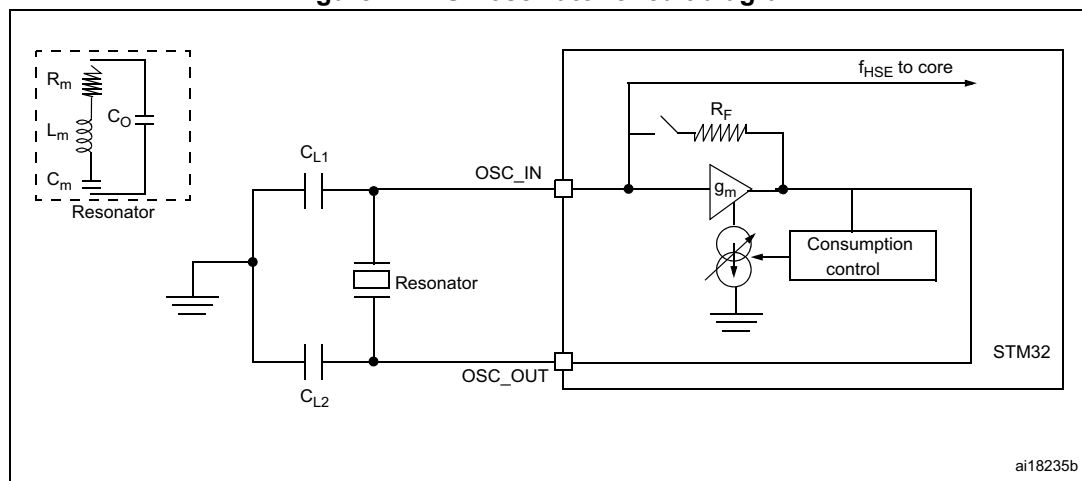 fHSE to core
Rm
RF
CO
Lm
CL1
OSC_IN
Cm
gm
Resonator
Consumption
control
Resonator
STM32
OSC_OUT
CL2
ai18235b